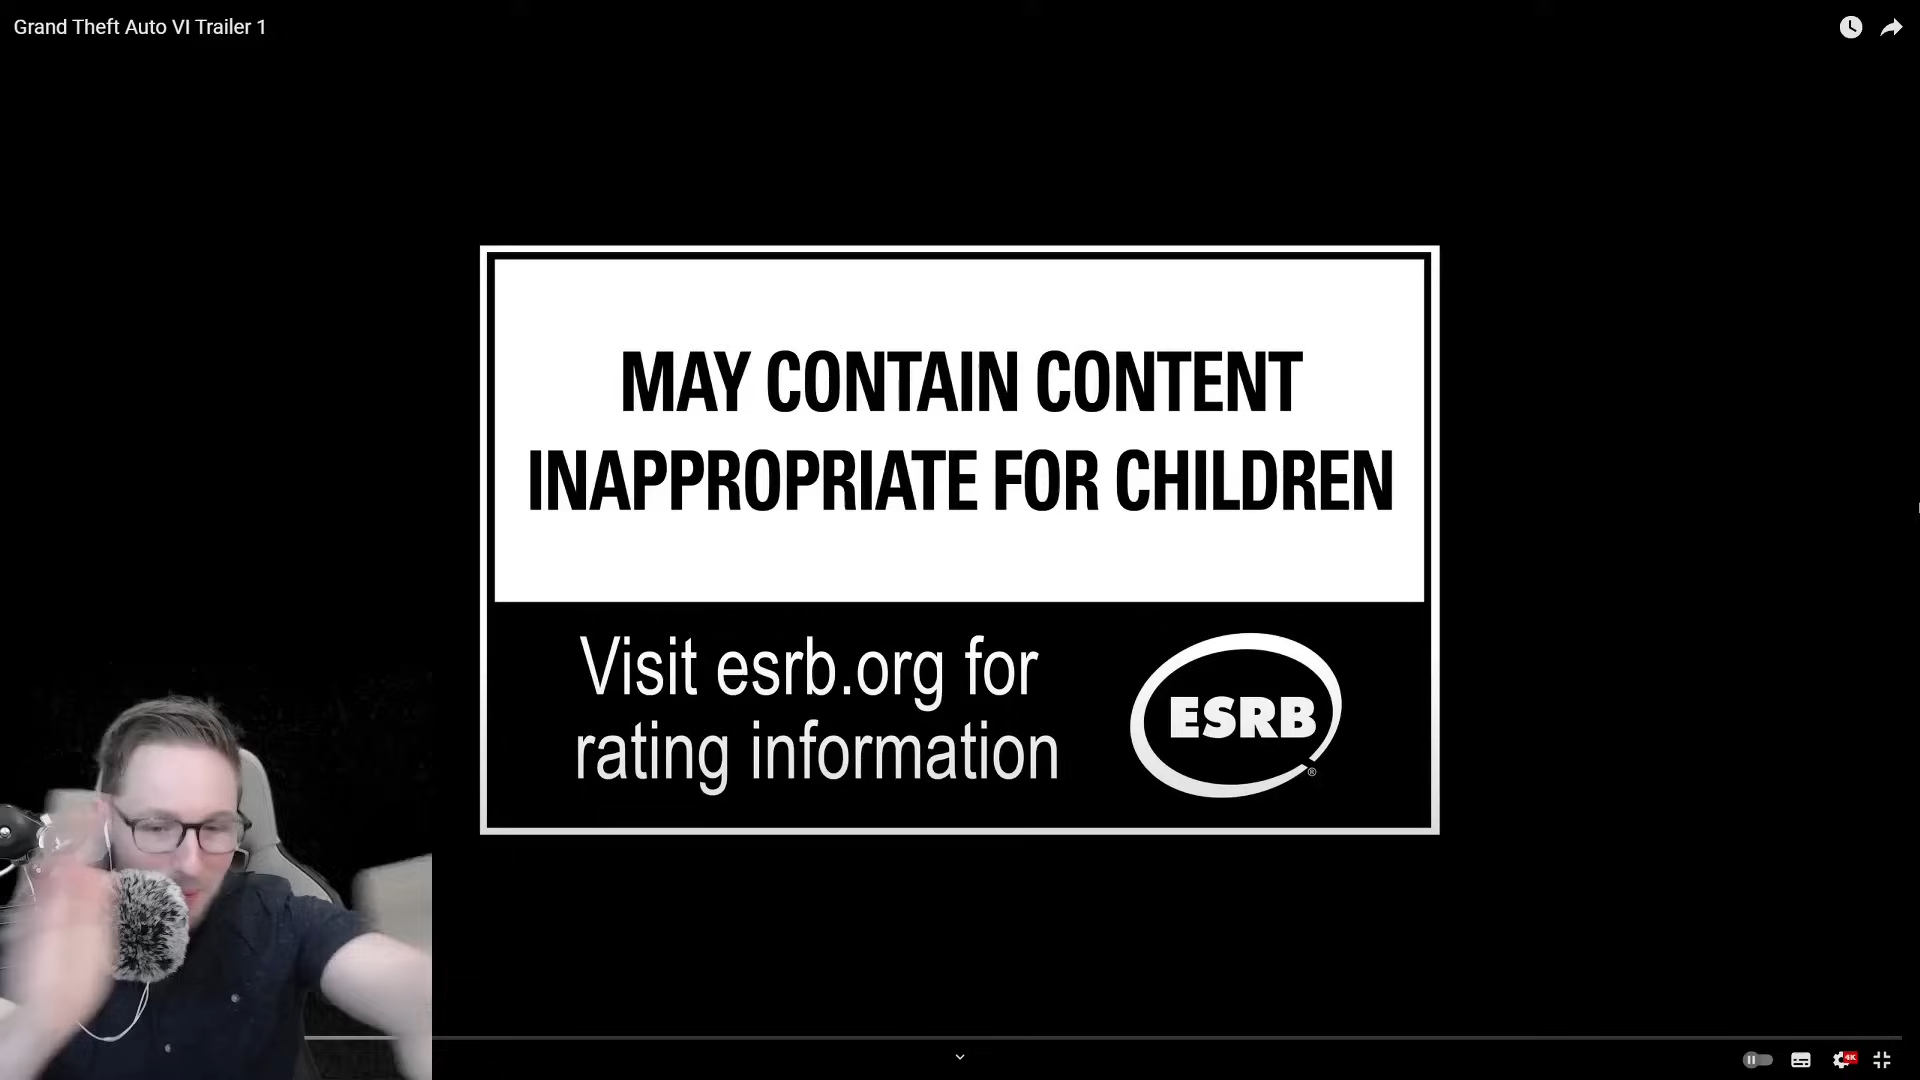 Grand Theft Auto VI Trailer 1
MAY CONTAIN CONTENT
INAPPROPRIATE FOR CHILDREN
Visit esrb.org for
rating information
ESRB
®
4K